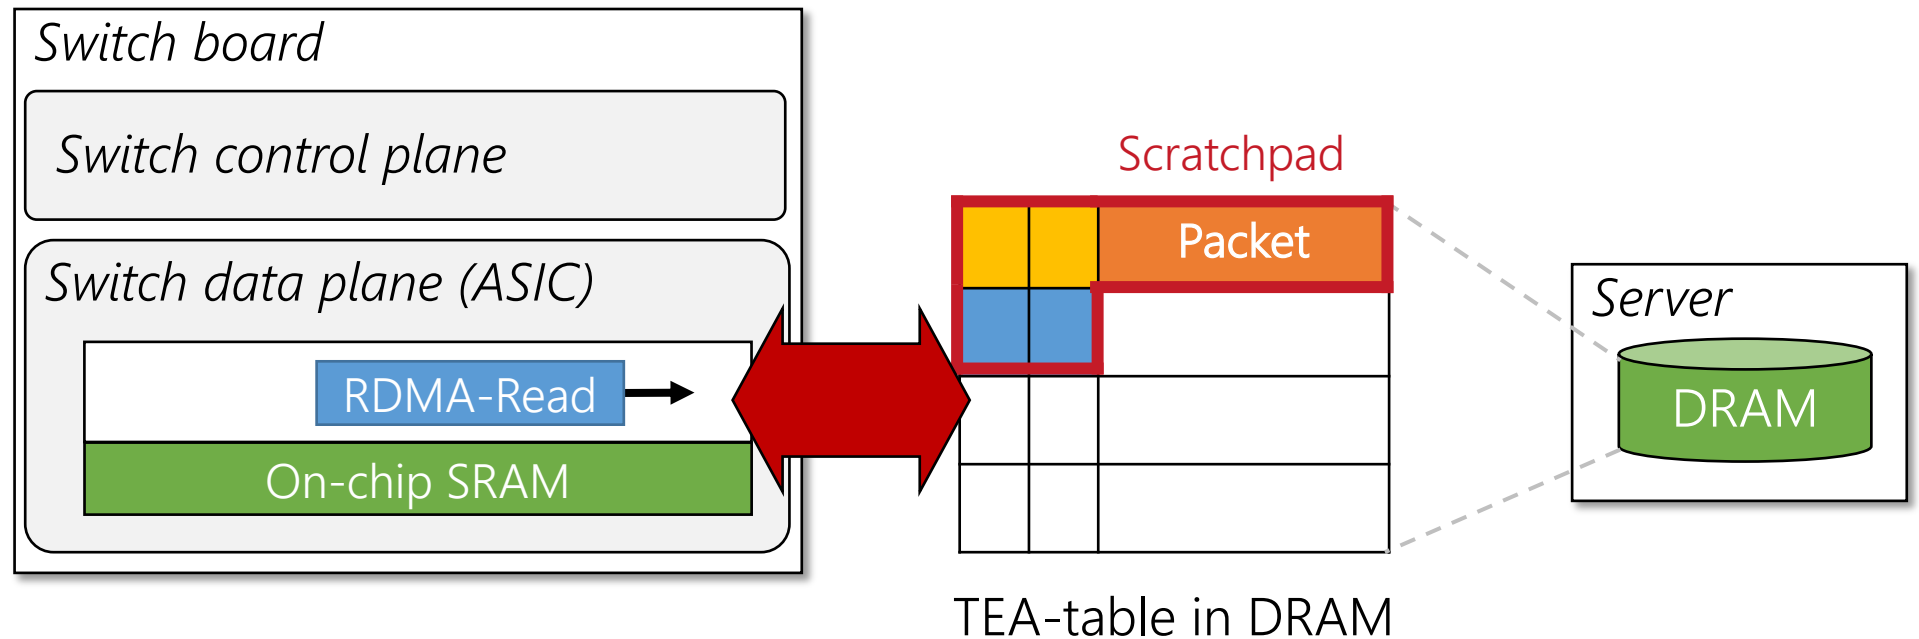 Switch board
Switch control plane
Switch data plane (ASIC)
RDMA-Read
On-chip SRAM
Scratchpad
Packet
TEA-table in DRAM
Server
DRAM